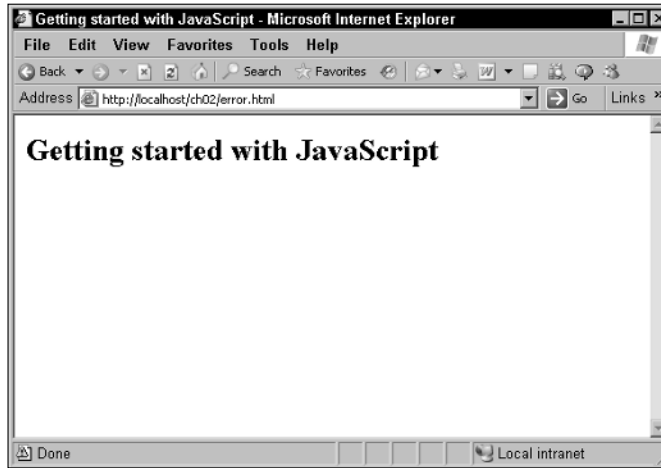 Getting started with JavaScript - Microsoft Internet Explorer
File Edit View Favorites Tools Help
Back Search Favorites W
Address http://localhost/ch02/error.html Go Links »
Getting started with JavaScript
Done Local intranet